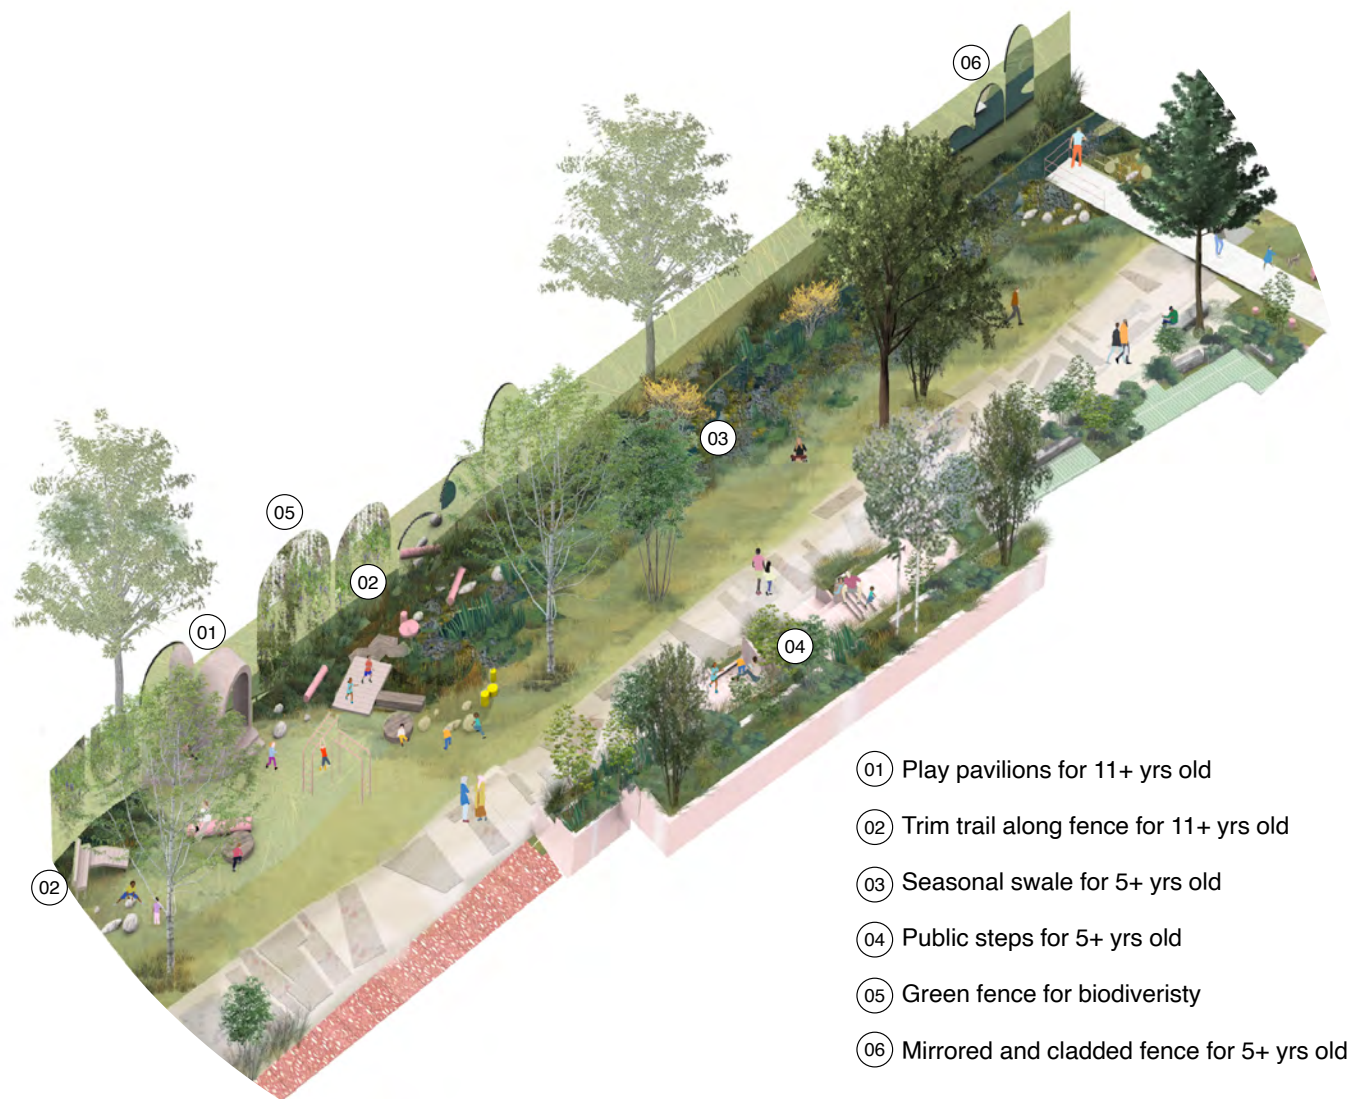 06
03
05
02
01
04
02
01 Play pavilions for 11+ yrs old
02 Trim trail along fence for 11+ yrs old
03 Seasonal swale for 5+ yrs old
04 Public steps for 5+ yrs old
05 Green fence for biodiveristy
06 Mirrored and cladded fence for 5+ yrs old